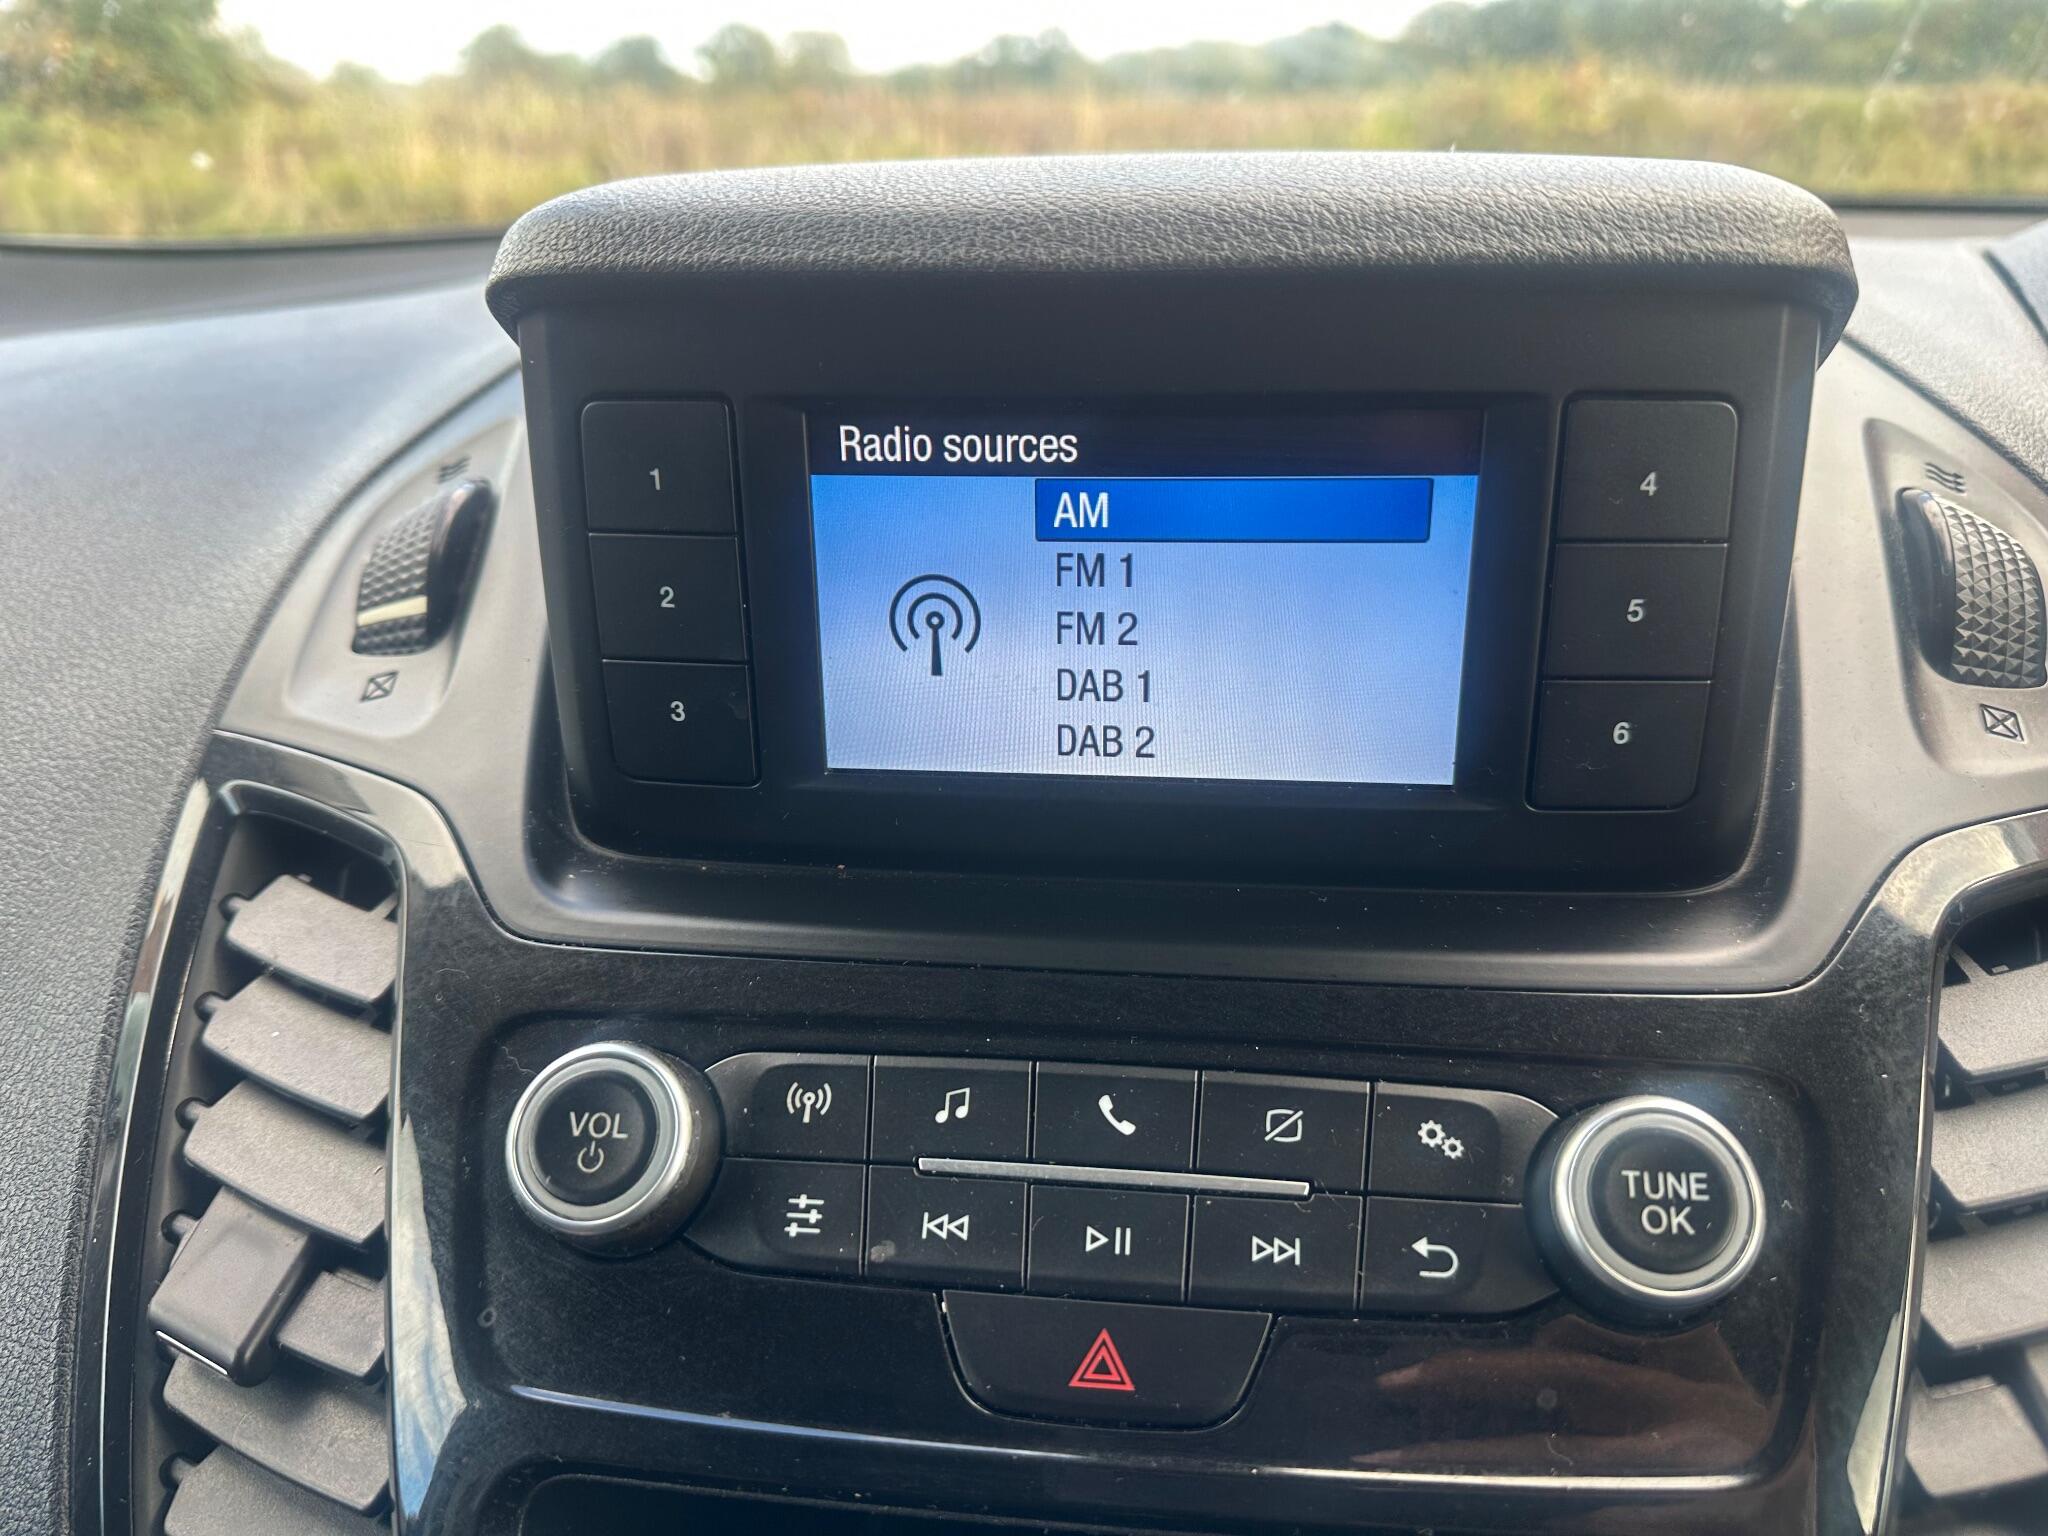 Radio sources
AM
FM 1
FM 2
DAB 1
DAB 2
1
2
3
4
5
6
VOL
TUNE
OK